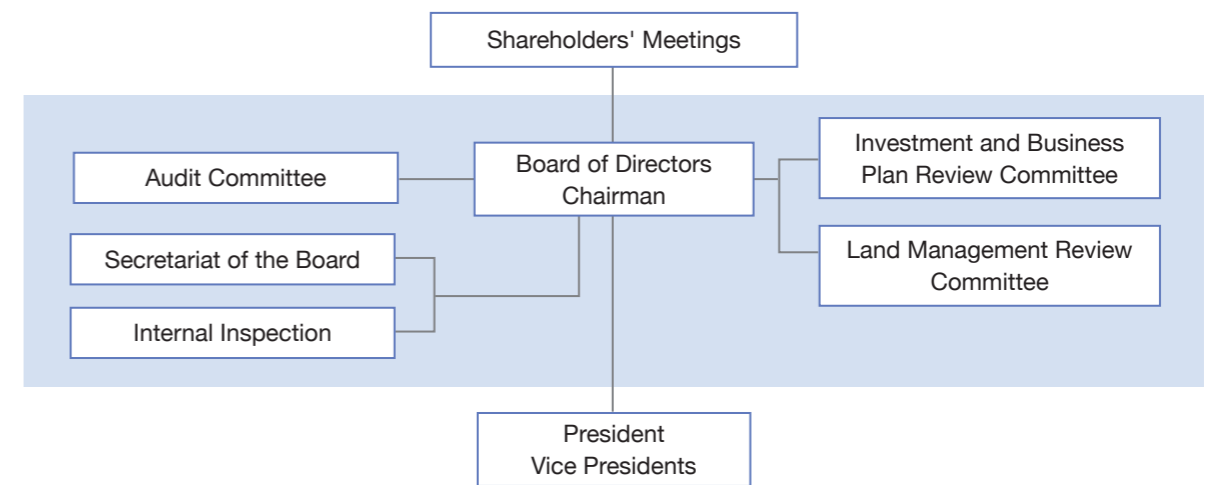 Shareholders' Meetings
Board of Directors
Chairman
Audit Committee
Investment and Business
Plan Review Committee
Secretariat of the Board
Land Management Review
Committee
Internal Inspection
President
Vice Presidents